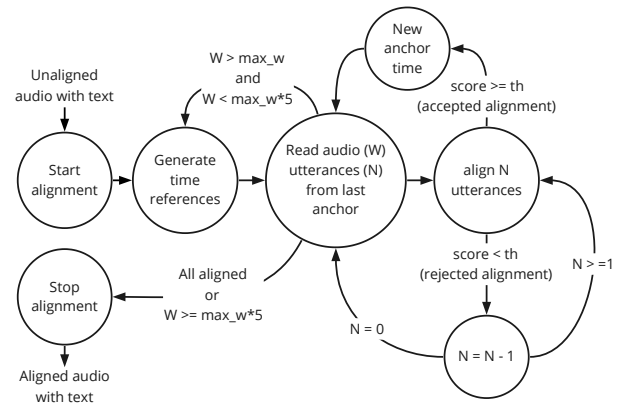 New
anchor
time
W > max_w
and
W < max_w*5
Unaligned
audio with text
score >= th
(accepted alignment)
Start
alignment
Generate
time
references
Read audio (W)
utterances (N)
from last
anchor
align N
utterances
Stop
alignment
All aligned
or
W >= max_w*5
score < th
(rejected alignment)
N > =1
N = 0
N = N - 1
Aligned audio
with text